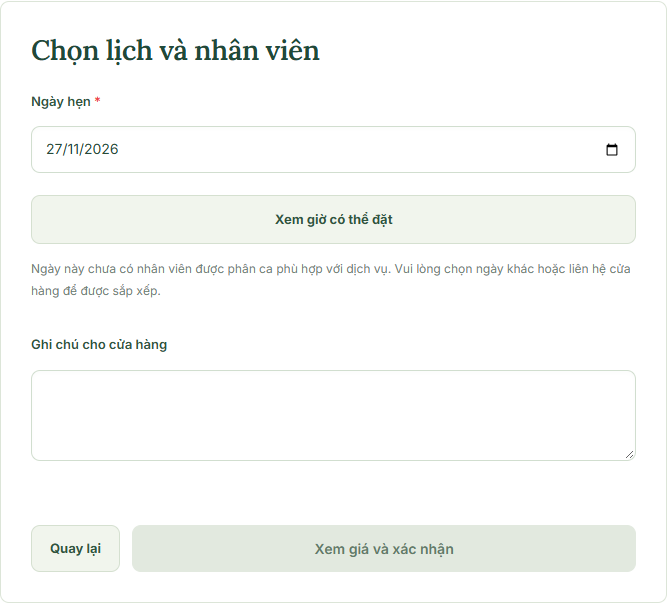 Chọn lịch và nhân viên
Ngày hẹn *
27/11/2026
Xem giờ có thể đặt
Ngày này chưa có nhân viên được phân ca phù hợp với dịch vụ. Vui lòng chọn ngày khác hoặc liên hệ cửa
hàng để được sắp xếp.
Ghi chú cho cửa hàng
Quay lại
Xem giá và xác nhận